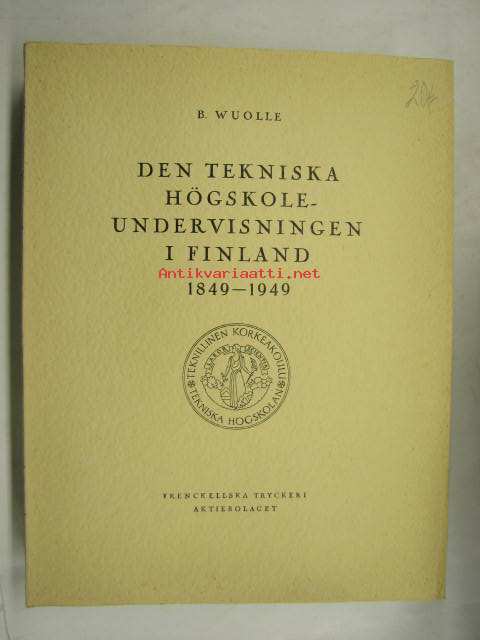 B. WUOLLE
DEN TEKNISKA
HÖGSKOLE-
UNDERVISNINGEN
I FINLAND
Antikvariaatti.net
1849—1949
TEKNILLINEN KORKEAKOULU
TEKNISKA HÖGSKOLAN
FRENCKELLSKA TRYCKERI
AKTIEBOLAGET